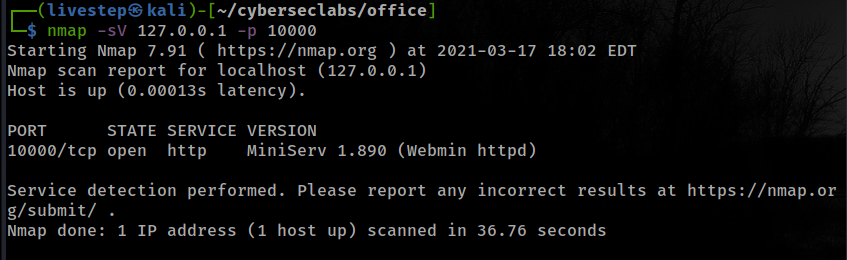 ┌──(livestep㉿kali)-[~/cyberseclabs/office]
└─$ nmap -sV 127.0.0.1 -p 10000
Starting Nmap 7.91 ( https://nmap.org ) at 2021-03-17 18:02 EDT
Nmap scan report for localhost (127.0.0.1)
Host is up (0.00013s latency).

PORT      STATE SERVICE VERSION
10000/tcp open  http    MiniServ 1.890 (Webmin httpd)

Service detection performed. Please report any incorrect results at https://nmap.or
g/submit/ .
Nmap done: 1 IP address (1 host up) scanned in 36.76 seconds